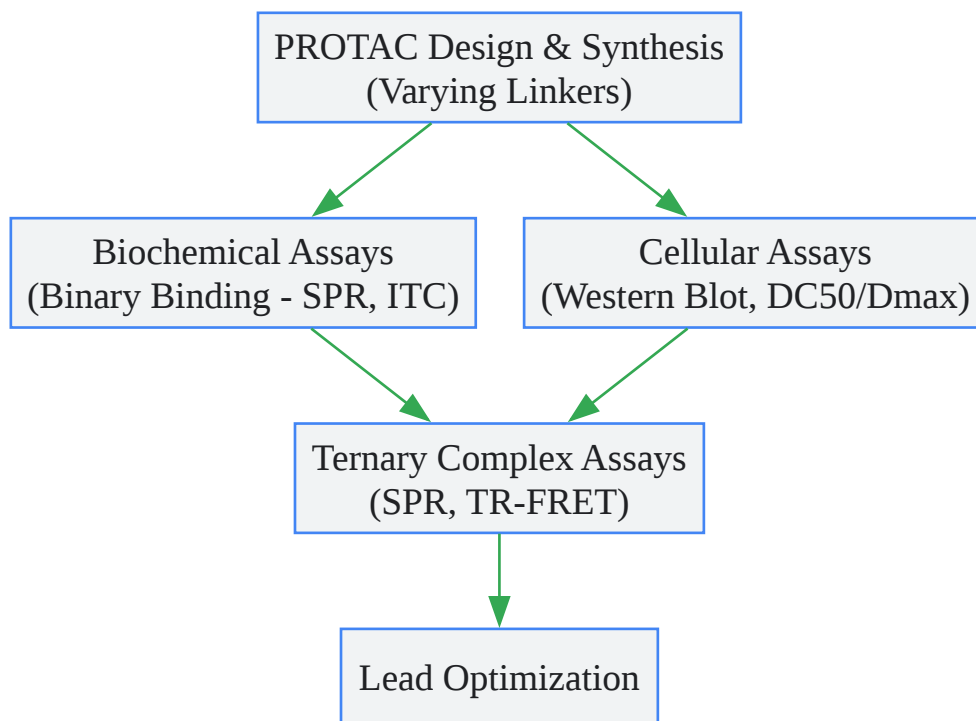 PROTAC Design & Synthesis
(Varying Linkers)
Biochemical Assays
(Binary Binding - SPR, ITC)
Cellular Assays
(Western Blot, DC50/Dmax)
Ternary Complex Assays
(SPR, TR-FRET)
Lead Optimization